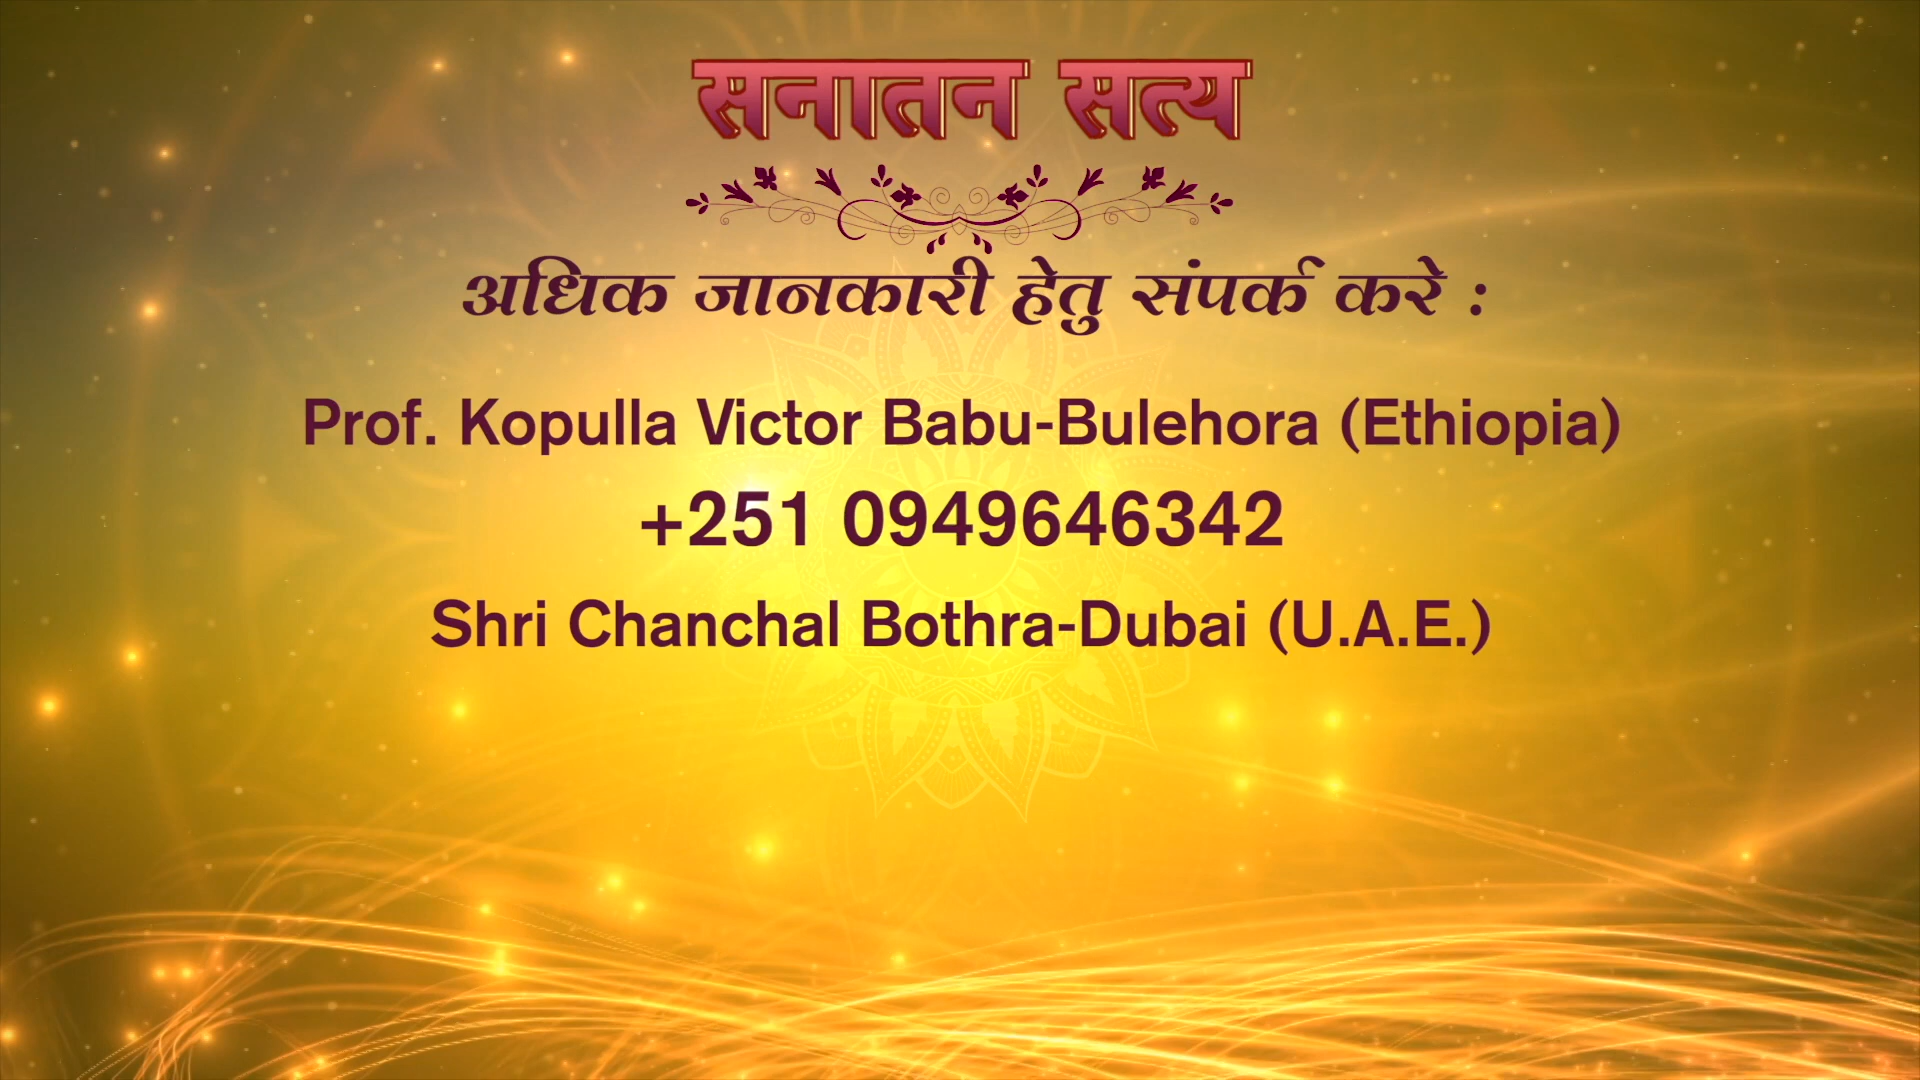 सनातन सत्य
अधिक जानकारी हेतु संपर्क करे :
Prof. Kopulla Victor Babu-Bulehora (Ethiopia)
+251 0949646342
Shri Chanchal Bothra-Dubai (U.A.E.)